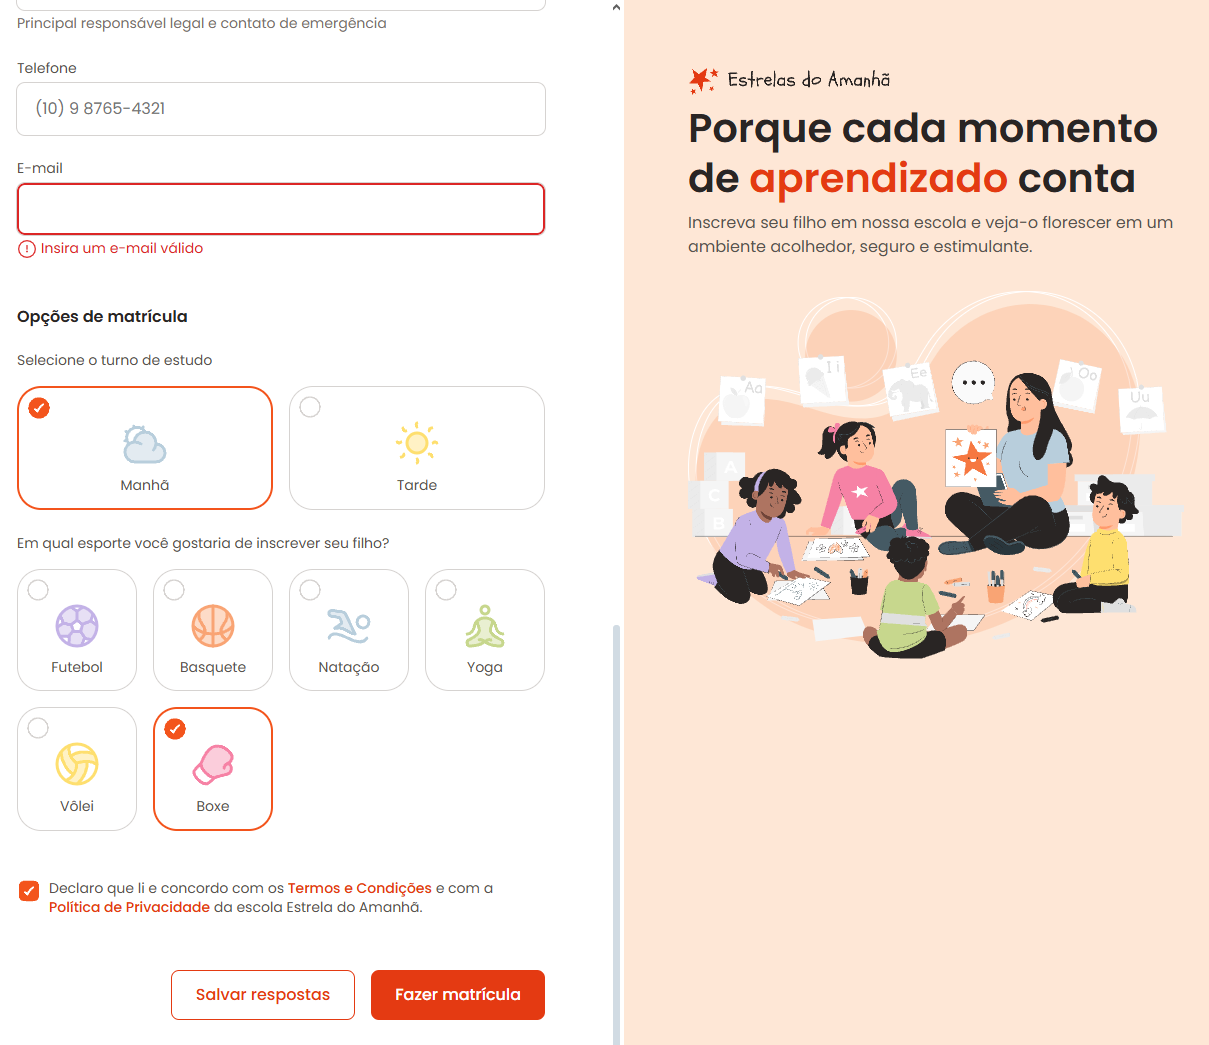 Principal responsável legal e contato de emergência
Telefone
(10) 9 8765-4321
E-mail
Insira um e-mail válido
Opções de matrícula
Selecione o turno de estudo
Manhã
Tarde
Em qual esporte você gostaria de inscrever seu filho?
Futebol
Basquete
Natação
Yoga
Vôlei
Boxe
Declaro que li e concordo com os Termos e Condições e com a
Política de Privacidade da escola Estrela do Amanhã.
Salvar respostas
Fazer matrícula
Estrelas do Amanhã
Porque cada momento
de aprendizado conta
Inscreva seu filho em nossa escola e veja-o florescer em um
ambiente acolhedor, seguro e estimulante.
Aa
I i
Ee
Oo
Uu
A
C
B